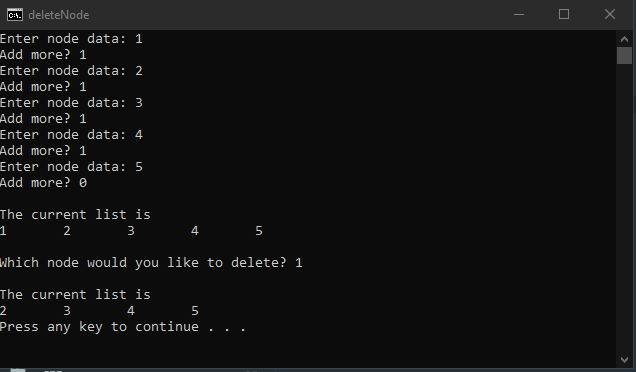 deleteNode
Enter node data: 1
Add more? 1
Enter node data: 2
Add more? 1
Enter node data: 3
Add more? 1
Enter node data: 4
Add more? 1
Enter node data: 5
Add more? 0
The current list is
1 2 3 4 5
Which node would you like to delete? 1
The current list is
2 3 4 5
Press any key to continue . . .